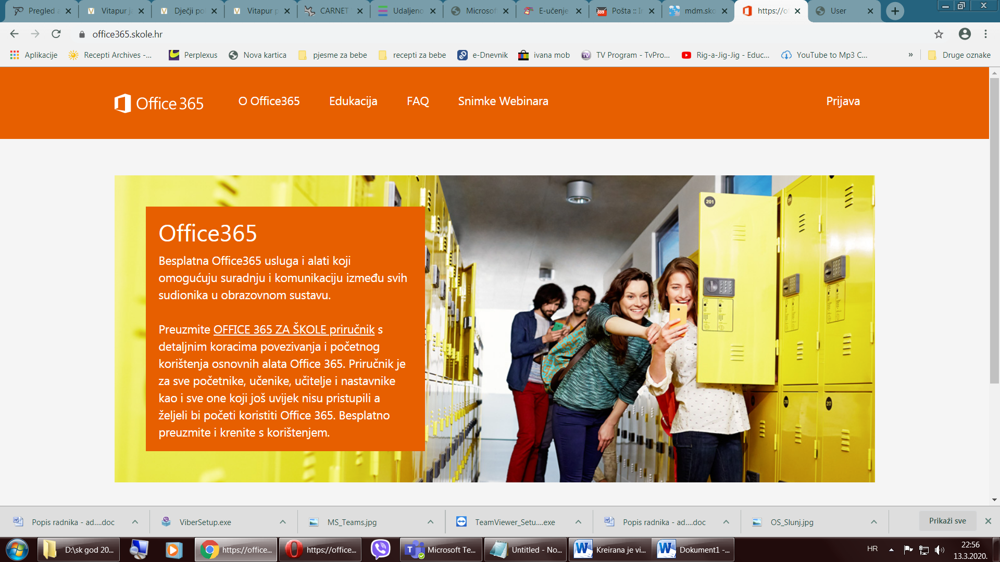 Pregled a
Vitapur ja
Dječji po
Vitapur p
CARNET
Udaljeno
Microsof
E-učenje
Pošta :: I
mdm.sko
https://o
User
office365.skole.hr
Aplikacije
Recepti Archives -...
Perplexus
Nova kartica
pjesme za bebe
recepti za bebe
e-Dnevnik
ivana mob
TV Program - TvPro...
Rig-a-Jig-Jig - Educ...
YouTube to Mp3 C...
»
Druge oznake
Office 365
O Office365
Edukacija
FAQ
Snimke Webinara
Prijava
Office365
Besplatna Office365 usluga i alati koji
omogućuju suradnju i komunikaciju između svih
sudionika u obrazovnom sustavu.
Preuzmite OFFICE 365 ZA ŠKOLE priručnik s
detaljnim koracima povezivanja i početnog
korištenja osnovnih alata Office 365. Priručnik je
za sve početnike, učenike, učitelje i nastavnike
kao i sve one koji još uvijek nisu pristupili a
željeli bi početi koristiti Office 365. Besplatno
preuzmite i krenite s korištenjem.
201
217
Popis radnika - ad....doc
ViberSetup.exe
MS_Teams.jpg
TeamViewer_Setu....exe
Popis radnika - ad....doc
OS_Slunj.jpg
Prikaži sve
D:\sk god 20...
https://office...
https://office...
Microsoft Te...
Untitled - No...
Kreirana je vi...
Dokument1 -...
HR
22:56
13.3.2020.